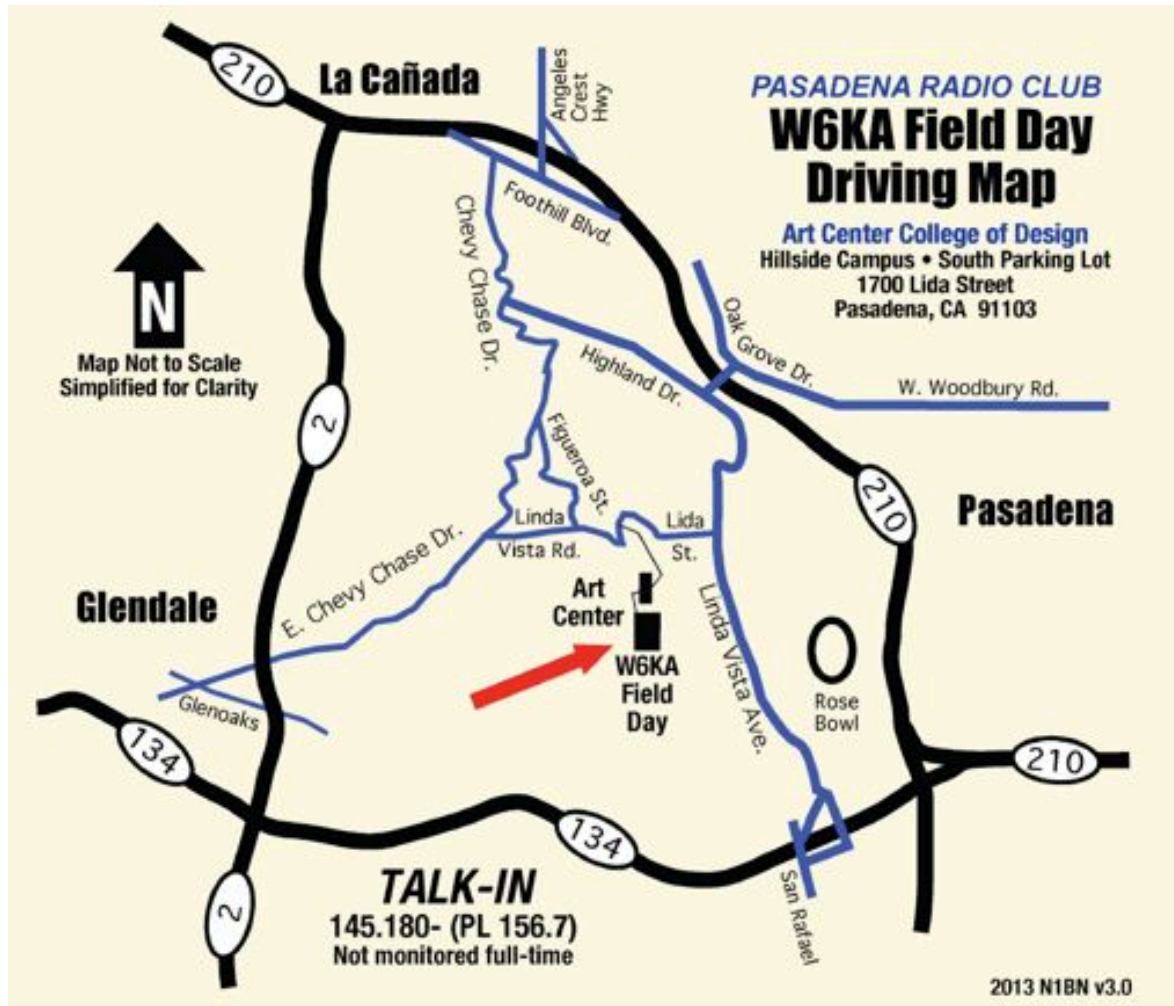 210
La Cañada
Angeles
Crest
Hwy
PASADENA RADIO CLUB
W6KA Field Day
Driving Map
Art Center College of Design
Hillside Campus • South Parking Lot
1700 Lida Street
Pasadena, CA 91103
N
Map Not to Scale
Simplified for Clarity
Foothill Blvd.
Chevy Chase Dr.
Oak Grove Dr.
Highland Dr.
W. Woodbury Rd.
2
Figueroa St.
210
Pasadena
Linda
Vista Rd.
Lida
St.
E. Chevy Chase Dr.
Art
Center
Glendale
Linda Vista Ave.
W6KA
Field
Day
Rose
Bowl
Glenoaks
134
210
134
2
TALK-IN
145.180- (PL 156.7)
Not monitored full-time
San Rafael
2013 N1BN v3.0